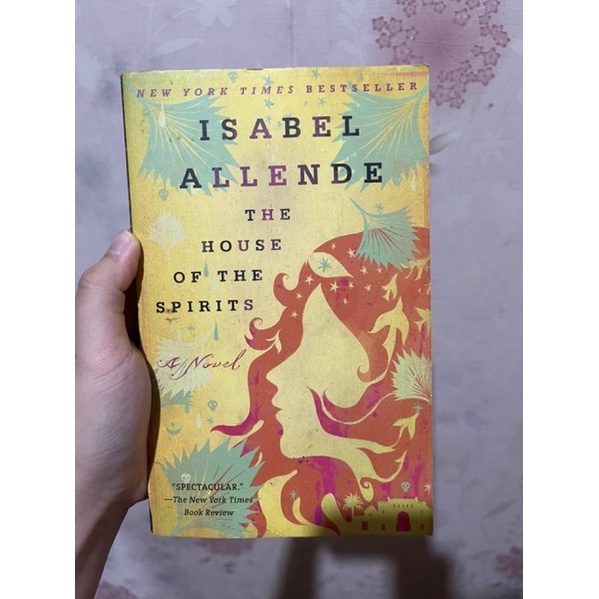 NEW YORK TIMES BESTSELLER
ISABEL
ALLENDE
THE
HOUSE
OF THE
SPIRITS
A Novel
"SPECTACULAR."
—The New York Times
Book Review